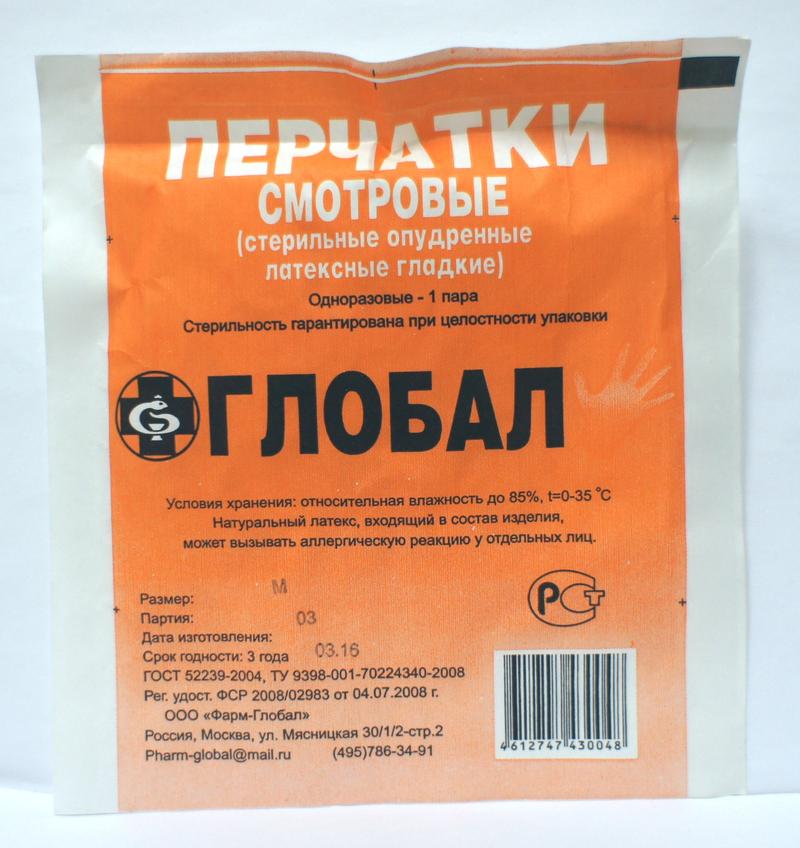 ПЕРЧАТКИ
СМОТРОВЫЕ
(стерильные опудренные
латексные гладкие)
Одноразовые - 1 пара
Стерильность гарантирована при целостности упаковки
ГЛОБАЛ
Условия хранения: относительная влажность до 85%, t=0-35 °C
Натуральный латекс, входящий в состав изделия,
может вызывать аллергическую реакцию у отдельных лиц.
Размер: М
Партия: 03
Дата изготовления: 03.16
Срок годности: 3 года
ГОСТ 52239-2004, ТУ 9398-001-70224340-2008
Рег. удост. ФСР 2008/02983 от 04.07.2008 г.
ООО «Фарм-Глобал»
Россия, Москва, ул. Мясницкая 30/1/2-стр.2
Pharm-global@mail.ru (495)786-34-91
РСТ
4612747430048